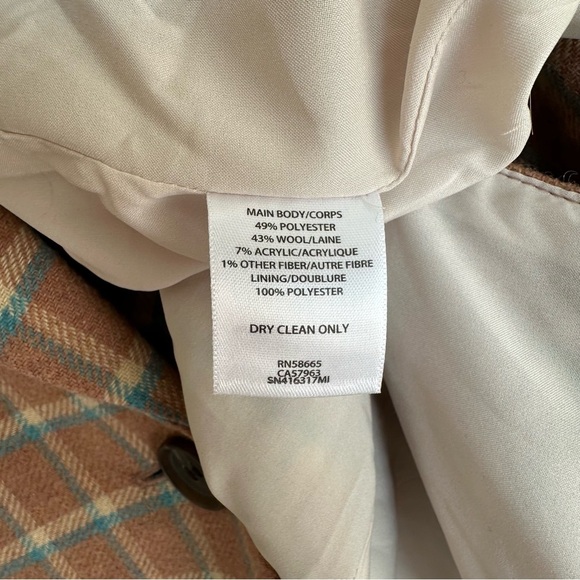 MAIN BODY/CORPS
49% POLYESTER
43% WOOL/LAINE
7% ACRYLIC/ACRYLIQUE
1% OTHER FIBER/AUTRE FIBRE
LINING/DOUBLURE
100% POLYESTER
DRY CLEAN ONLY
RN58665
CA57963
SN416317MI